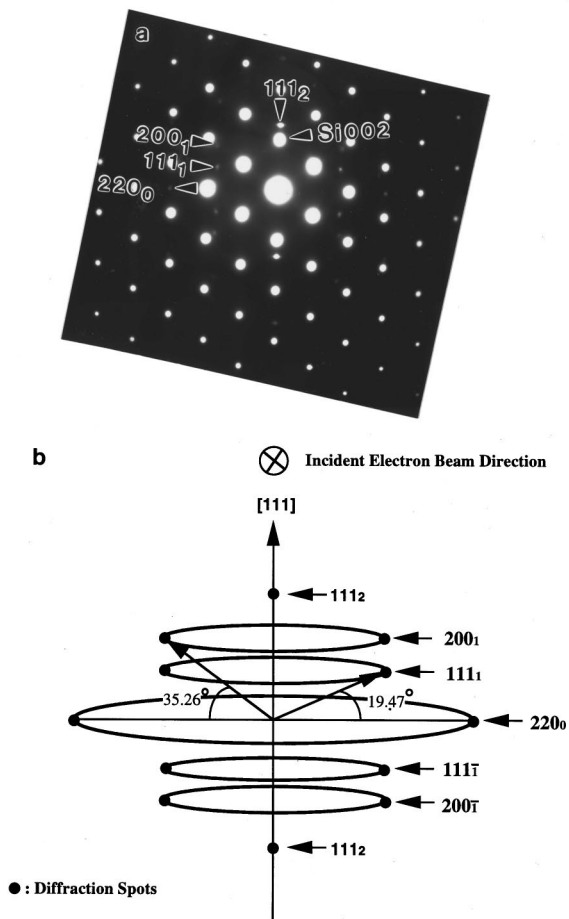 a
111₂
200₁
Si002
111₁
220₀
b
Incident Electron Beam Direction
[111]
111₂
200₁
35.26°
19.47°
111₁
220₀
111₁̅
200₁̅
111₂
● : Diffraction Spots